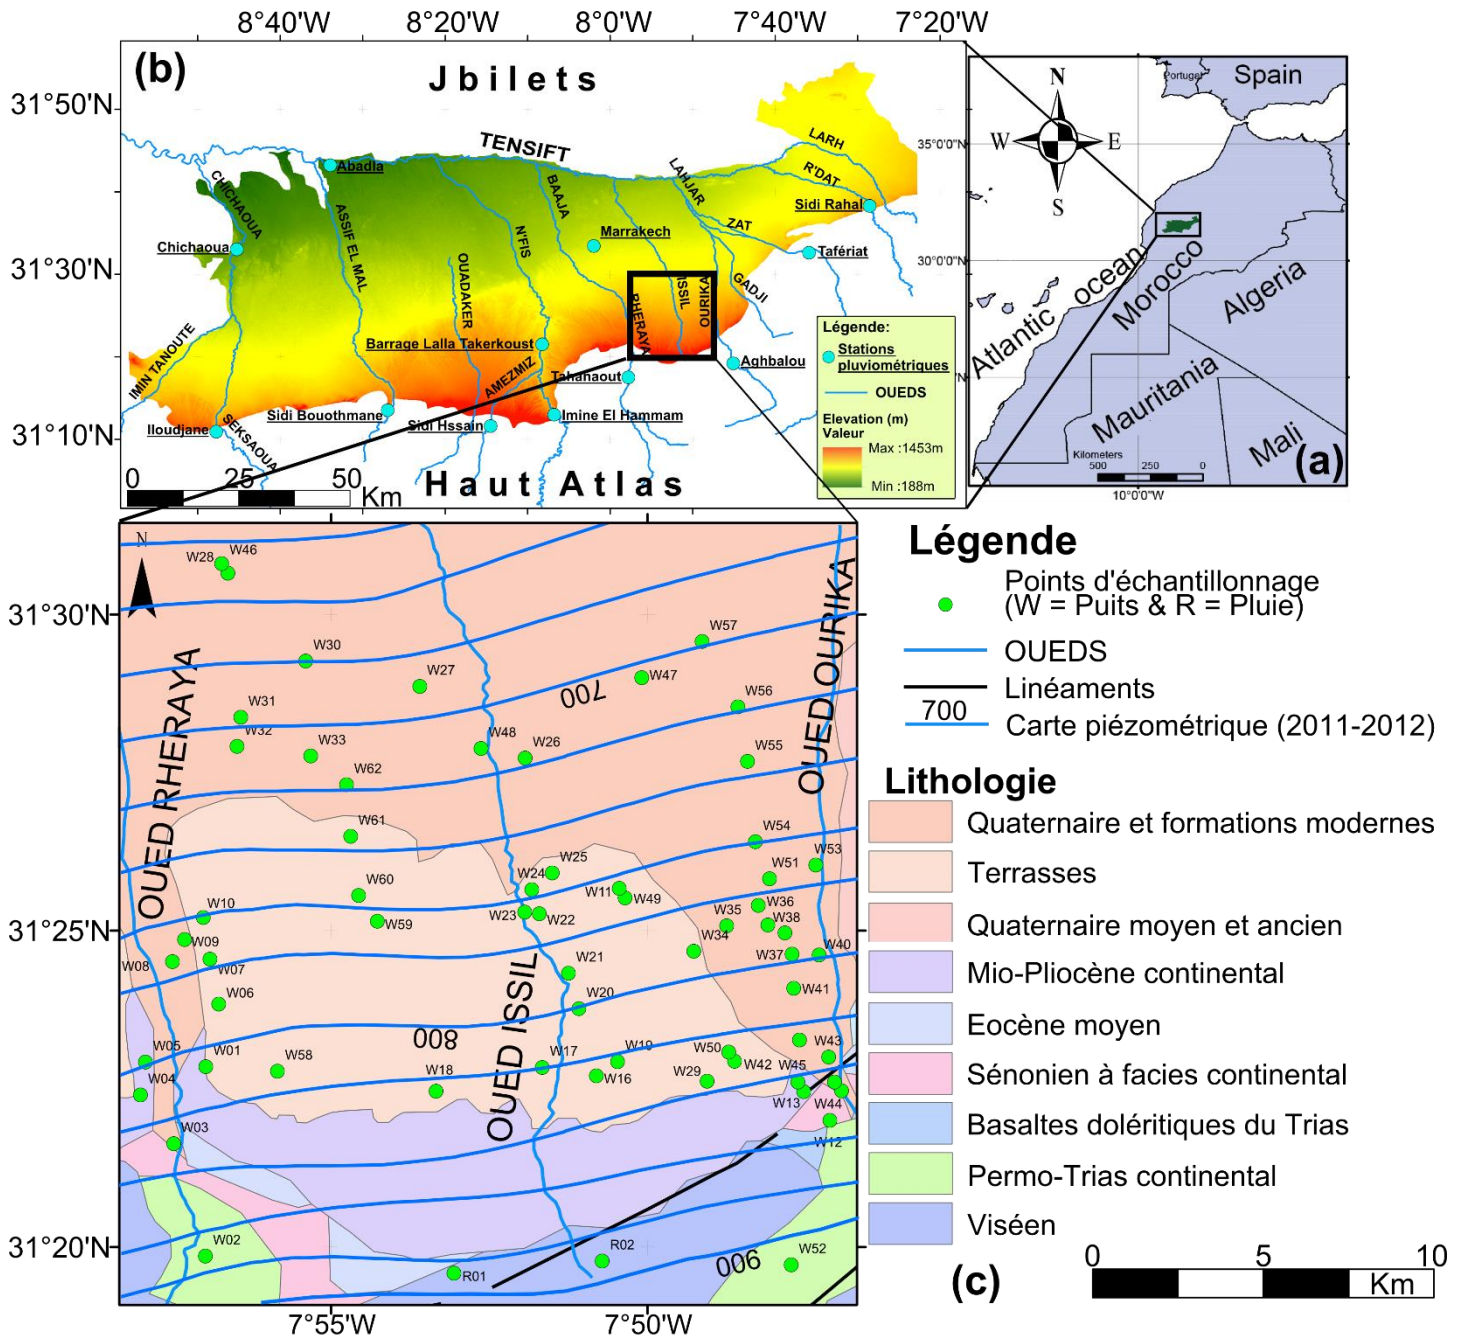 8°40'W
8°20'W
8°0'W
7°40'W
7°20'W
(b)
Jbilets
31°50'N
31°30'N
31°10'N
TENSIFT
LARH
R'DAT
LAHJAR
ZAT
GADJI
BAAJA
N'FIS
CHICHAOUA
ASSIF EL MAL
OUADAKER
ISSIL
OURIKA
RHERAYA
IMIN TANOUTE
AMEZMIZ
SEKSAOUA
Abadla
Chichaoua
Marrakech
Sidi Rahal
Tafériat
Barrage Lalla Takerkoust
Aghbalou
Tahanaout
Sidi Bouothmane
Iloudjane
Sidi Hssain
Imine El Hammam
Haut Atlas
0
25
50
Km
Légende:
Stations
pluviométriques
OUEDS
Elevation (m)
Valeur
Max :1453m
Min :188m
Portugal
Spain
N
W
E
S
35°0'0"N
30°0'0"N
Atlantic ocean
Morocco
Algeria
Mauritania
Mali
Kilometers
500
250
0
10°0'0"W
(a)
N
31°30'N
31°25'N
31°20'N
7°55'W
7°50'W
OUED RHERAYA
OUED ISSIL
OUED OURIKA
700
800
900
W28
W46
W30
W57
W27
W47
W56
W31
W32
W33
W48
W26
W55
W62
W61
W54
W53
W25
W24
W51
W60
W11
W49
W10
W59
W23
W22
W35
W36
W38
W09
W34
W37
W40
W08
W07
W21
W06
W20
W41
W05
W01
W58
W17
W19
W50
W43
W04
W18
W16
W29
W42
W45
W13
W44
W03
W12
W02
R01
R02
W52
Légende
Points d'échantillonnage
(W = Puits & R = Pluie)
OUEDS
Linéaments
700
Carte piézométrique (2011-2012)
Lithologie
Quaternaire et formations modernes
Terrasses
Quaternaire moyen et ancien
Mio-Pliocène continental
Eocène moyen
Sénonien à facies continental
Basaltes doléritiques du Trias
Permo-Trias continental
Viséen
(c)
0
5
10
Km